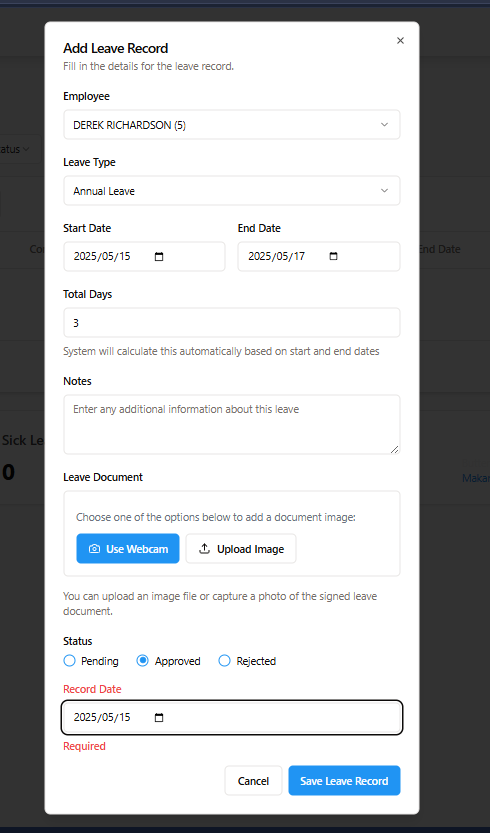 Add Leave Record
Fill in the details for the leave record.
Employee
DEREK RICHARDSON (5)
atus
Leave Type
Annual Leave
Start Date End Date
2025/05/15 2025/05/17
End Date
Total Days
3
System will calculate this automatically based on start and end dates
Notes
Enter any additional information about this leave
Sick Le
0
Leave Document
Choose one of the options below to add a document image:
Use Webcam Upload Image
You can upload an image file or capture a photo of the signed leave
document.
Status
Pending Approved Rejected
Record Date
2025/05/15
Required
Cancel Save Leave Record